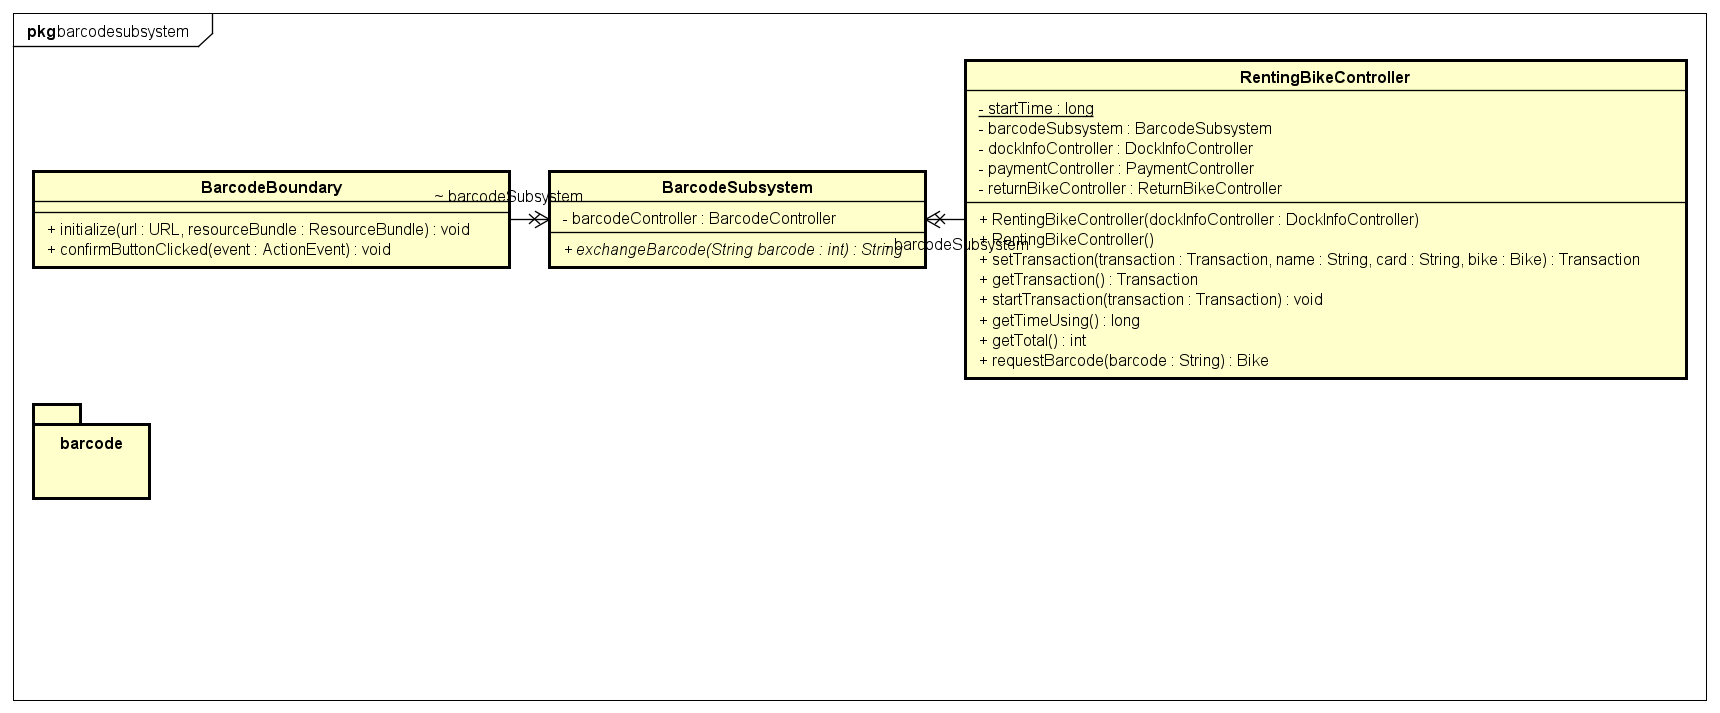 pkg barcodesubsystem
BarcodeBoundary
+ initialize(url : URL, resourceBundle : ResourceBundle) : void
+ confirmButtonClicked(event : ActionEvent) : void
~ barcodeSubsystem
BarcodeSubsystem
- barcodeController : BarcodeController
+ exchangeBarcode(String barcode : int) : String
- barcodeSubsystem
RentingBikeController
- startTime : long
- barcodeSubsystem : BarcodeSubsystem
- dockInfoController : DockInfoController
- paymentController : PaymentController
- returnBikeController : ReturnBikeController
+ RentingBikeController(dockInfoController : DockInfoController)
+ RentingBikeController()
+ setTransaction(transaction : Transaction, name : String, card : String, bike : Bike) : Transaction
+ getTransaction() : Transaction
+ startTransaction(transaction : Transaction) : void
+ getTimeUsing() : long
+ getTotal() : int
+ requestBarcode(barcode : String) : Bike
barcode